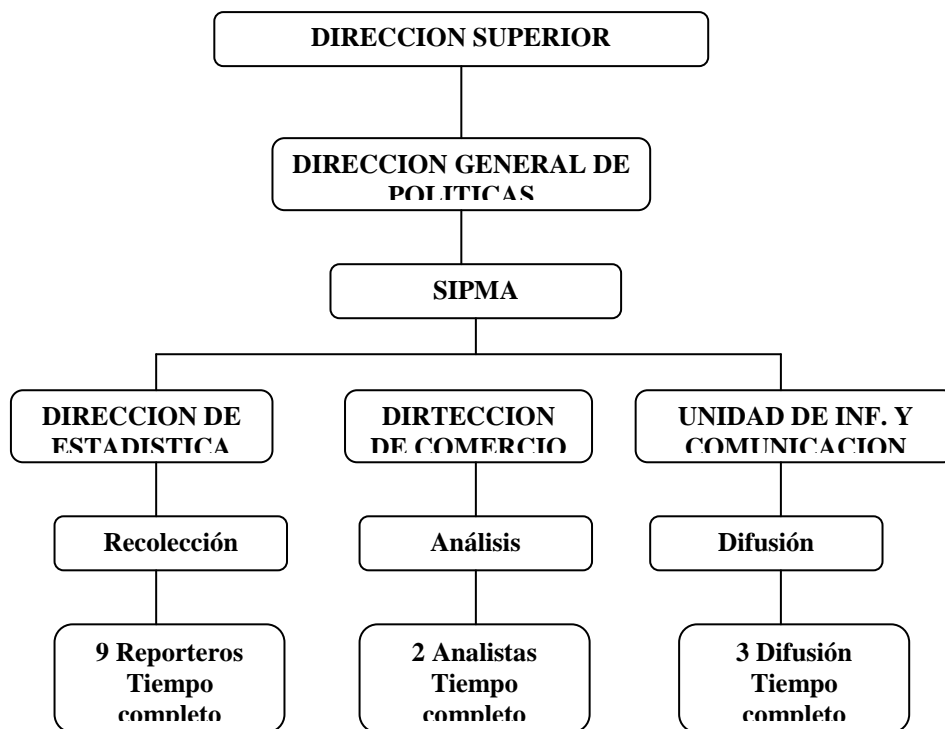 DIRECCION SUPERIOR
DIRECCION GENERAL DE
POLITICAS
SIPMA
DIRECCION DE
ESTADISTICA
DIRTECCION
DE COMERCIO
UNIDAD DE INF. Y
COMUNICACION
Recolección
Análisis
Difusión
9 Reporteros
Tiempo
completo
2 Analistas
Tiempo
completo
3 Difusión
Tiempo
completo